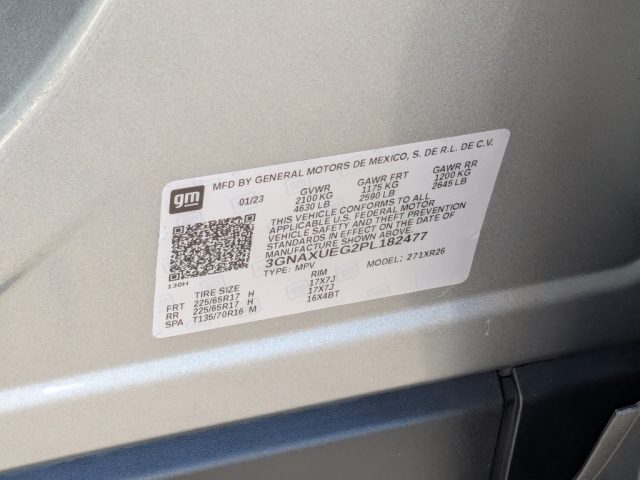 gm
MFD BY GENERAL MOTORS DE MEXICO, S. DE R.L. DE C.V.
01/23 GVWR GAWR FRT GAWR RR
2100 KG 1175 KG 1200 KG
4630 LB 2590 LB 2645 LB
THIS VEHICLE CONFORMS TO ALL
APPLICABLE U.S. FEDERAL MOTOR
VEHICLE SAFETY AND THEFT PREVENTION
STANDARDS IN EFFECT ON THE DATE OF
MANUFACTURE SHOWN ABOVE.
3GNAXUEG2PL182477
TYPE: MPV MODEL: 271XR26
130H
TIRE SIZE RIM
FRT 225/65R17 H 17X7J
RR 225/65R17 H 17X7J
SPA T135/70R16 M 16X4BT